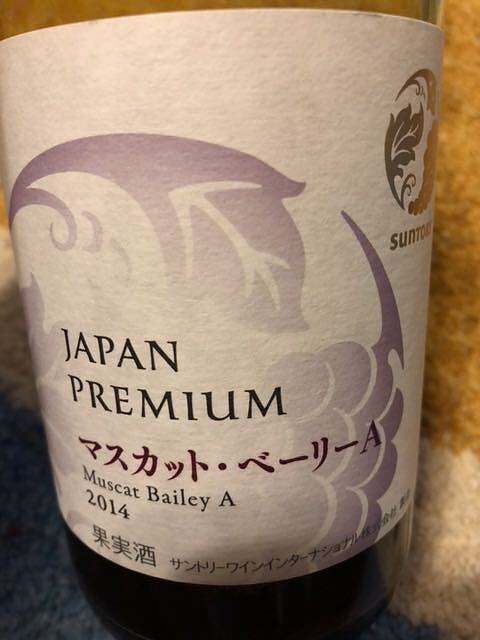 SUNTORY
JAPAN
PREMIUM
マスカット・ベーリーA
Muscat Bailey A
2014
果実酒
サントリーワインインターナショナル株式会社